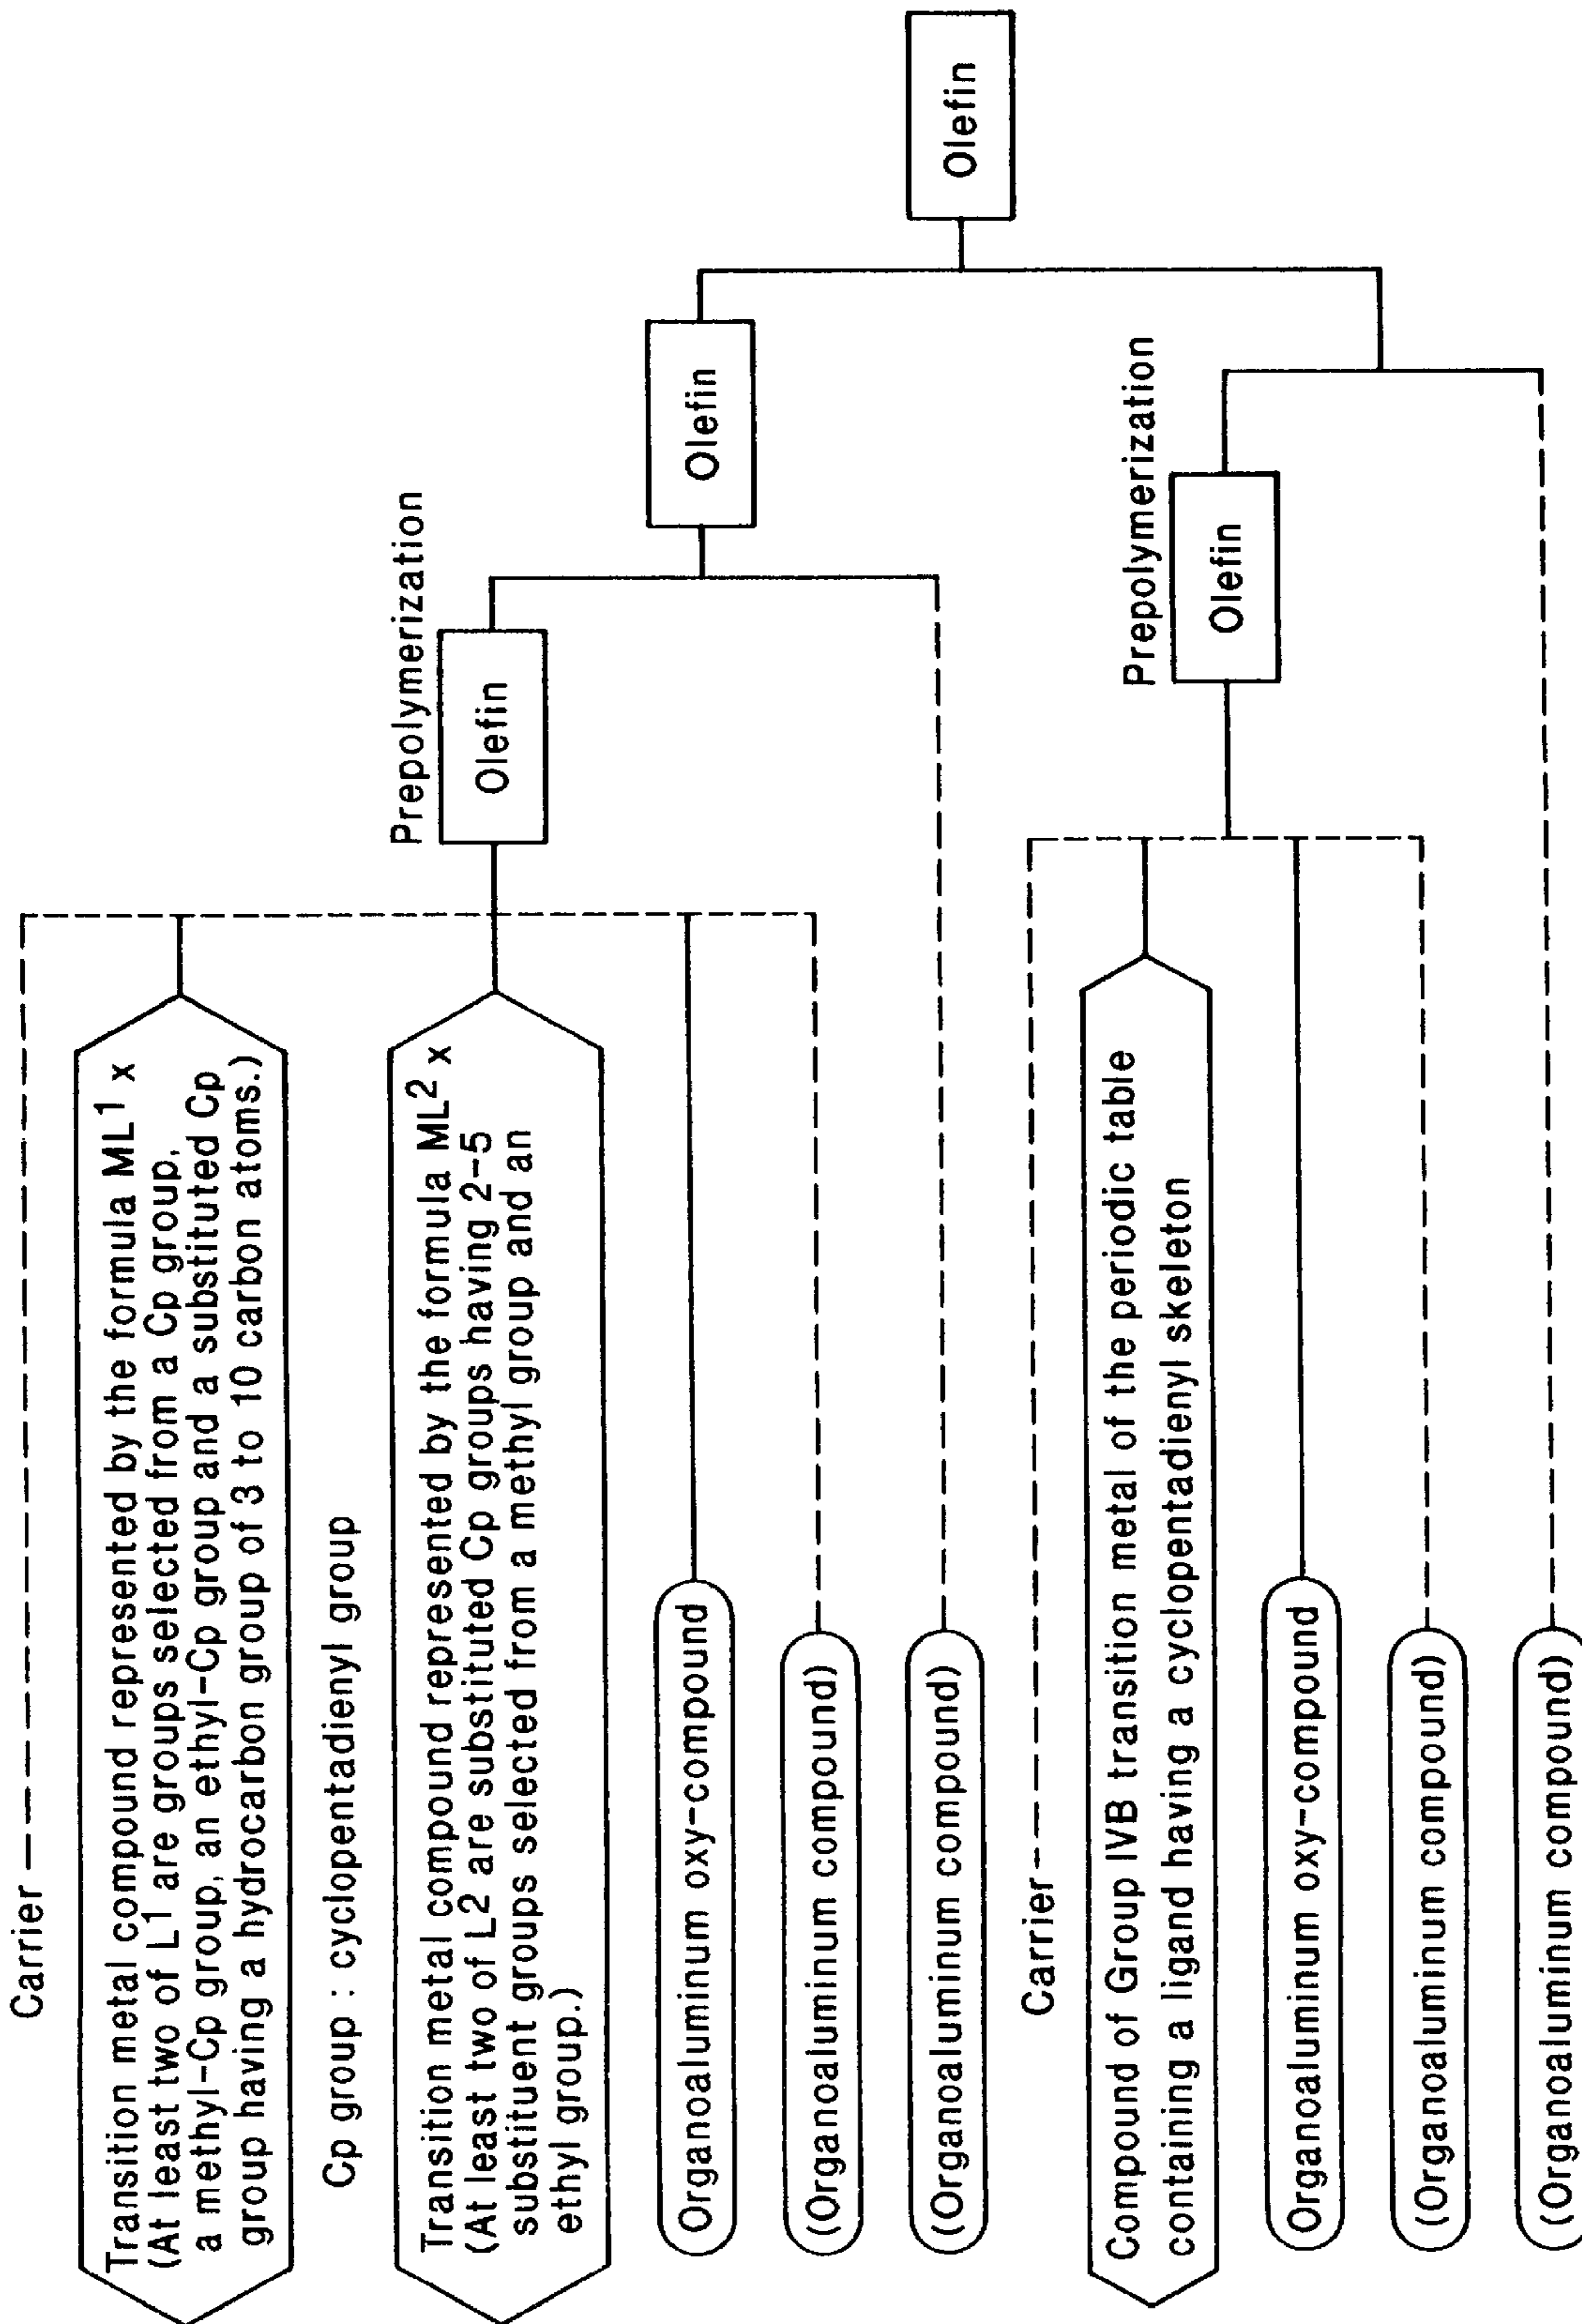 Carrier
Transition metal compound represented by the formula ML1 x
(At least two of L1 are groups selected from a Cp group,
a methyl-Cp group, an ethyl-Cp group and a substituted Cp
group having a hydrocarbon group of 3 to 10 carbon atoms.)
Cp group : cyclopentadienyl group
Transition metal compound represented by the formula ML2 x
(At least two of L2 are substituted Cp groups having 2-5
substituent groups selected from a methyl group and an
ethyl group.)
Prepolymerization
Olefin
Organoaluminum oxy-compound
(Organoaluminum compound)
(Organoaluminum compound)
Olefin
Olefin
Carrier
Compound of Group IVB transition metal of the periodic table
containing a ligand having a cyclopentadienyl skeleton
Prepolymerization
Olefin
Organoaluminum oxy-compound
(Organoaluminum compound)
(Organoaluminum compound)